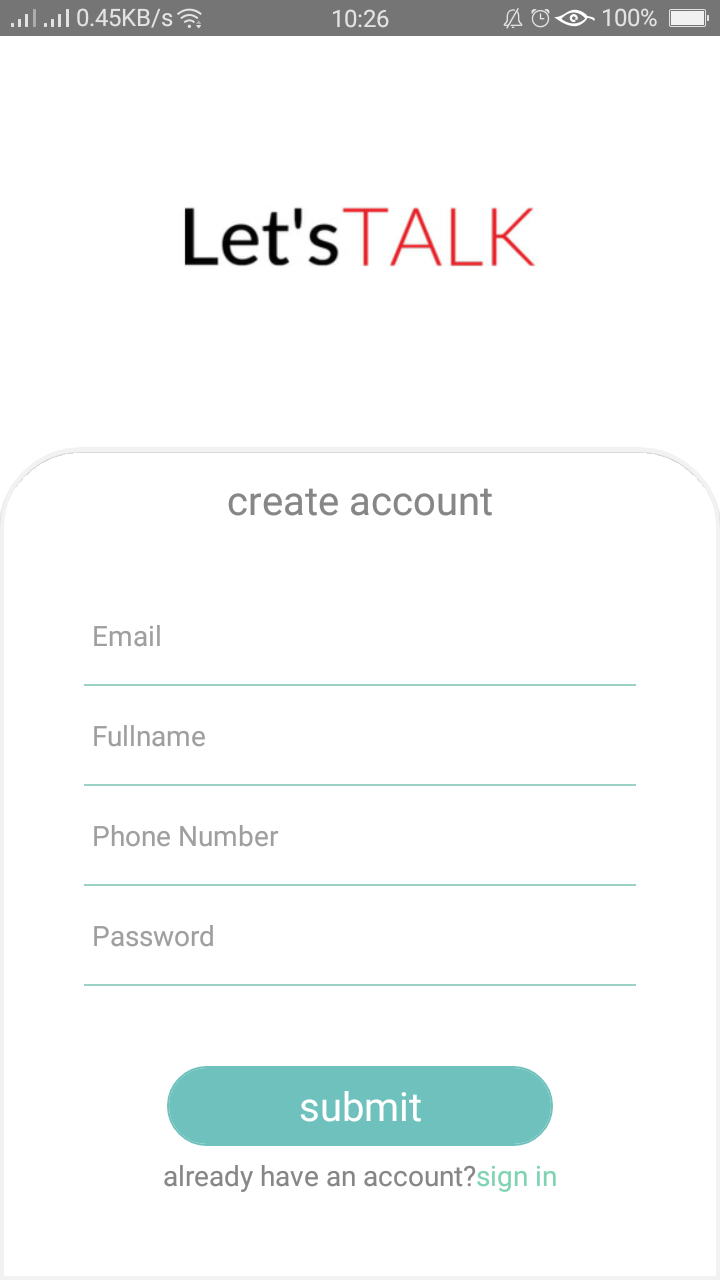 0.45KB/s 10:26 100%
Let'sTALK
create account
Email
Fullname
Phone Number
Password
submit
already have an account?sign in